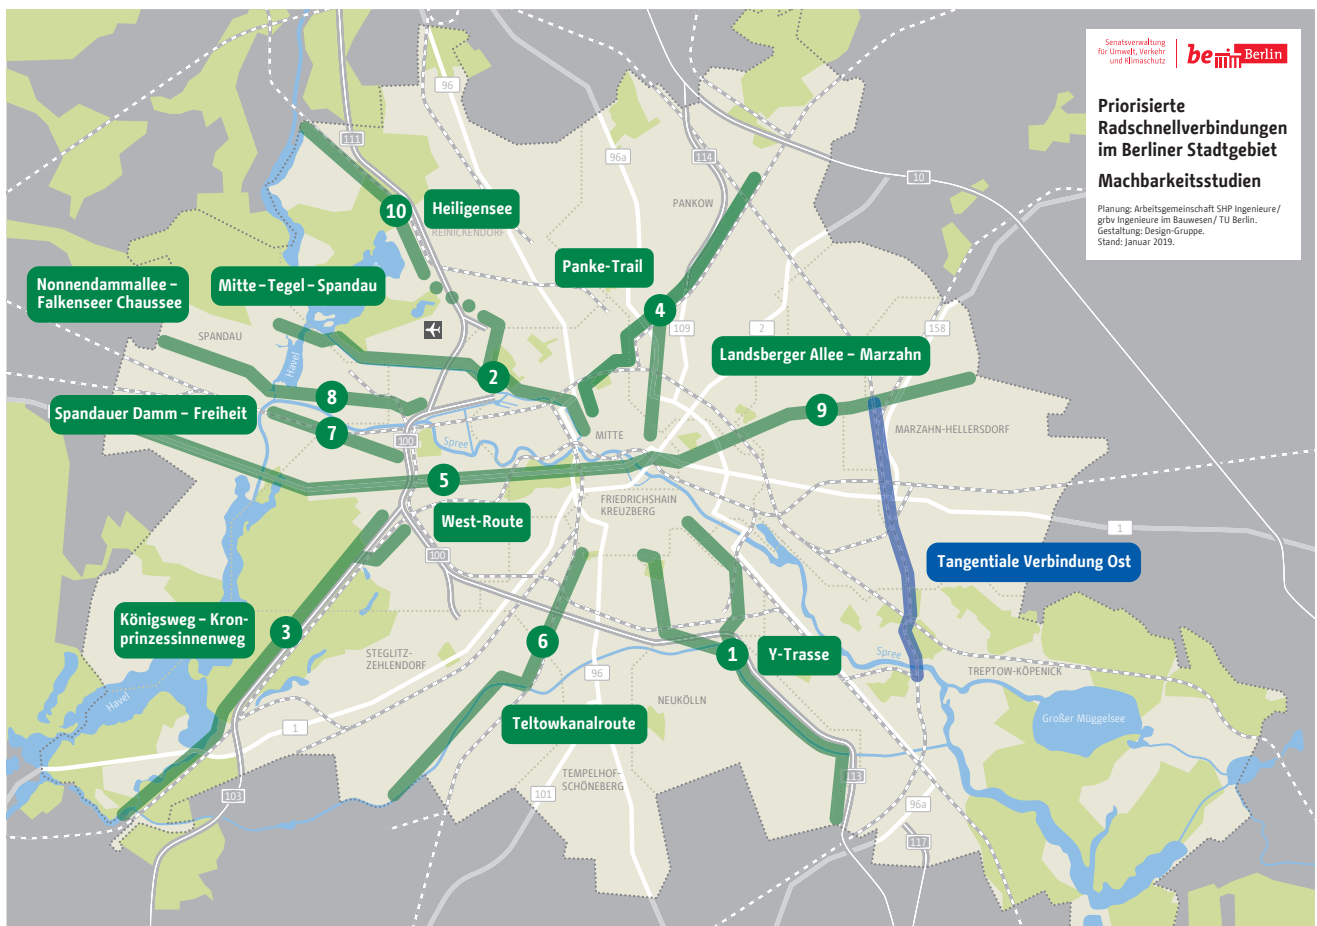 Senatsverwaltung
für Umwelt, Verkehr
und Klimaschutz
be Berlin
Priorisierte
Radschnellverbindungen
im Berliner Stadtgebiet
Machbarkeitsstudien
Planung: Arbeitsgemeinschaft SHP Ingenieure/
grbv Ingenieure im Bauwesen/ TU Berlin.
Gestaltung: Design-Gruppe.
Stand: Januar 2019.
96
111
96a
114
10
PANKOW
10
Heiligensee
REINICKENDORF
Panke-Trail
Nonnendammallee –
Falkenseer Chaussee
Mitte – Tegel – Spandau
4
109
2
158
SPANDAU
Havel
Landsberger Allee – Marzahn
2
8
9
Spandauer Damm – Freiheit
7
100
Spree
MITTE
MARZAHN-HELLERSDORF
5
FRIEDRICHSHAIN
KREUZBERG
West-Route
1
100
Tangentiale Verbindung Ost
Königsweg – Kron-
prinzessinnenweg
3
6
1
Y-Trasse
Spree
STEGLITZ-
ZEHLENDORF
96
TREPTOW-KÖPENICK
Havel
NEUKÖLLN
Großer Müggelsee
1
Teltowkanalroute
TEMPELHOF-
SCHÖNEBERG
113
103
101
96a
117